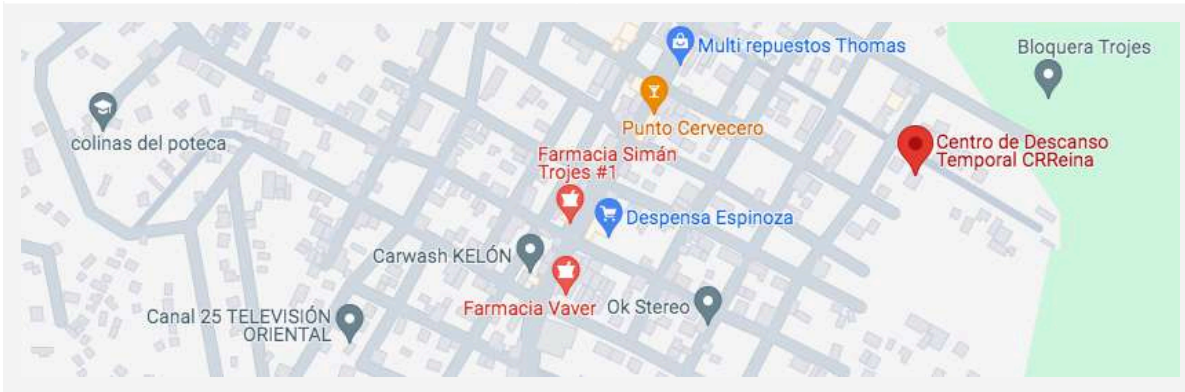 Multi repuestos Thomas
Bloquera Trojes
Punto Cervecero
colinas del poteca
Centro de Descanso
Temporal CRReina
Farmacia Simán
Trojes #1
Despensa Espinoza
Carwash KELÓN
Farmacia Vaver
Ok Stereo
Canal 25 TELEVISIÓN
ORIENTAL